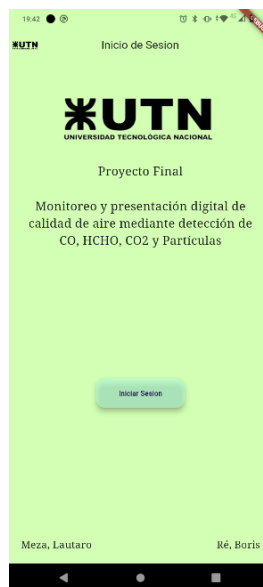 19:42
UTN
Inicio de Sesion
UTN
UNIVERSIDAD TECNOLÓGICA NACIONAL
Proyecto Final
Monitoreo y presentación digital de
calidad de aire mediante detección de
CO, HCHO, CO2 y Partículas
Iniciar Sesion
Meza, Lautaro
Ré, Boris